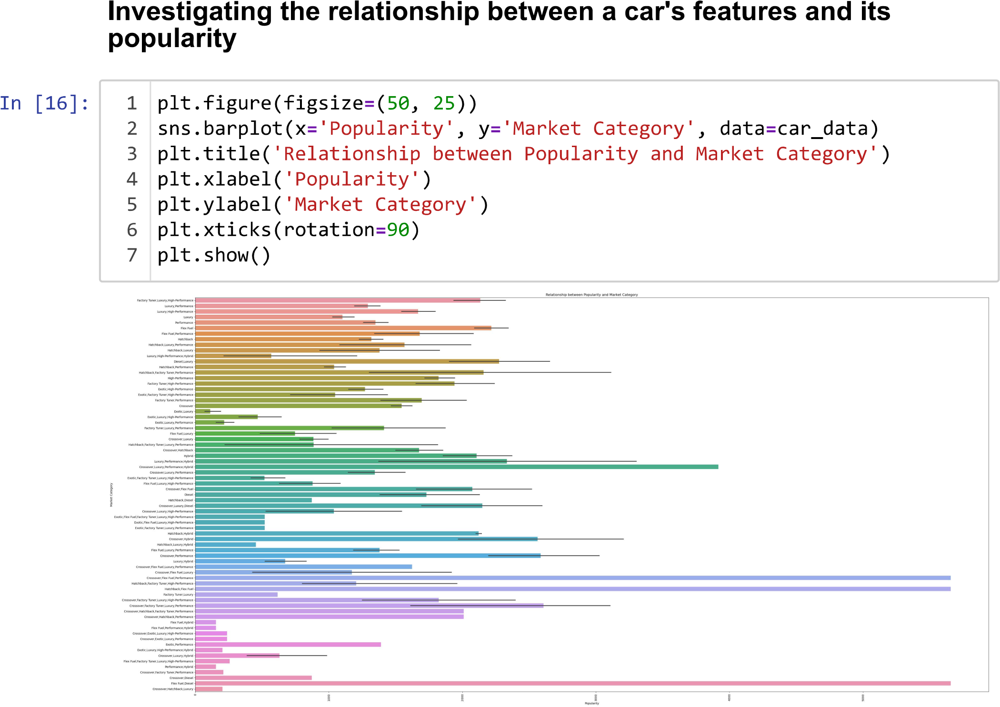 Investigating the relationship between a car's features and its
popularity
In [16]:
1 plt.figure(figsize=(50, 25))
2 sns.barplot(x='Popularity', y='Market Category', data=car_data)
3 plt.title('Relationship between Popularity and Market Category')
4 plt.xlabel('Popularity')
5 plt.ylabel('Market Category')
6 plt.xticks(rotation=90)
7 plt.show()
Relationship between Popularity and Market Category
Factory Tuner,Luxury,High-Performance
Luxury,Performance
Luxury,High-Performance
Luxury
Performance
Flex Fuel
Flex Fuel,Performance
Hatchback
Hatchback,Luxury,Performance
Hatchback,Luxury
Luxury,High-Performance,Hybrid
Diesel,Luxury
Hatchback,Performance
Hatchback,Factory Tuner,Performance
High-Performance
Factory Tuner,High-Performance
Exotic,High-Performance
Exotic,Factory Tuner,High-Performance
Factory Tuner,Performance
Crossover
Exotic,Luxury
Exotic,Luxury,High-Performance
Exotic,Luxury,Performance
Factory Tuner,Luxury,Performance
Flex Fuel,Luxury
Crossover,Luxury
Hatchback,Factory Tuner,Luxury,Performance
Crossover,Hatchback
Hybrid
Luxury,Performance,Hybrid
Crossover,Luxury,Performance,Hybrid
Crossover,Luxury,Performance
Exotic,Factory Tuner,Luxury,High-Performance
Flex Fuel,Luxury,High-Performance
Crossover,Flex Fuel
Diesel
Hatchback,Diesel
Crossover,Luxury,Diesel
Crossover,Luxury,High-Performance
Exotic,Flex Fuel,Factory Tuner,Luxury,High-Performance
Exotic,Flex Fuel,Luxury,High-Performance
Exotic,Factory Tuner,Luxury,Performance
Hatchback,Hybrid
Crossover,Hybrid
Hatchback,Luxury,Hybrid
Flex Fuel,Luxury,Performance
Crossover,Performance
Luxury,Hybrid
Crossover,Flex Fuel,Luxury,Performance
Crossover,Flex Fuel,Luxury
Crossover,Flex Fuel,Performance
Hatchback,Factory Tuner,High-Performance
Hatchback,Flex Fuel
Factory Tuner,Luxury
Crossover,Factory Tuner,Luxury,High-Performance
Crossover,Factory Tuner,Luxury,Performance
Crossover,Hatchback,Factory Tuner,Performance
Crossover,Hatchback,Performance
Flex Fuel,Hybrid
Flex Fuel,Performance,Hybrid
Crossover,Exotic,Luxury,High-Performance
Crossover,Exotic,Luxury,Performance
Exotic,Performance
Exotic,Luxury,High-Performance,Hybrid
Crossover,Luxury,Hybrid
Flex Fuel,Factory Tuner,Luxury,High-Performance
Performance,Hybrid
Crossover,Factory Tuner,Performance
Crossover,Diesel
Flex Fuel,Diesel
Crossover,Hatchback,Luxury
Market Category
0 1000 2000 3000 4000 5000
Popularity